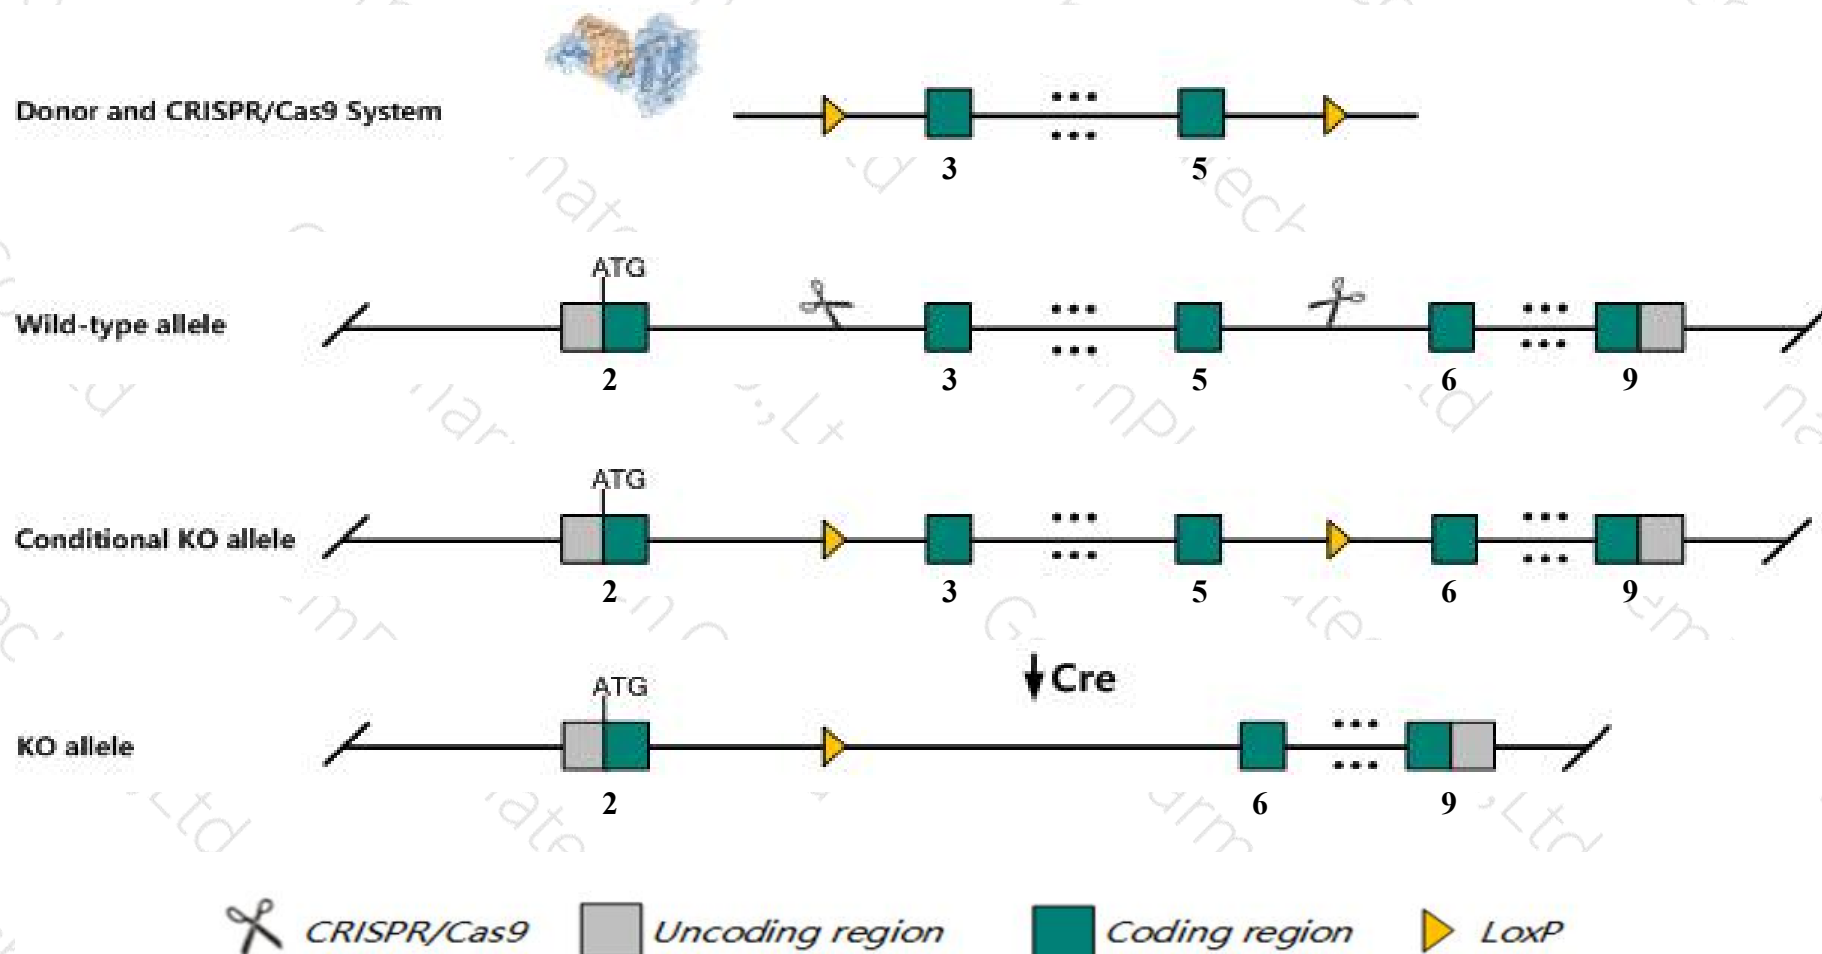 Donor and CRISPR/Cas9 System
3 5
ATG
Wild-type allele
2 3 5 6 9
ATG
Conditional KO allele
2 3 5 6 9
Cre
ATG
KO allele
2 6 9
CRISPR/Cas9 Uncoding region Coding region LoxP